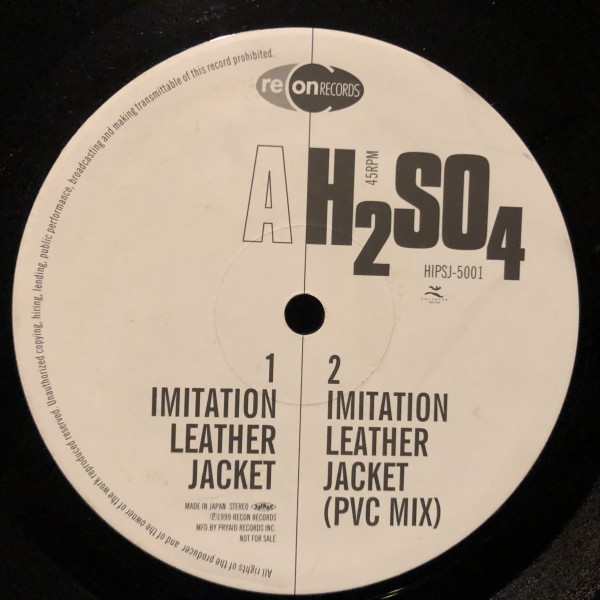 re on RECORDS
A H2SO4
45RPM
HIPSJ-5001
1
IMITATION
LEATHER
JACKET
2
IMITATION
LEATHER
JACKET
(PVC MIX)
MADE IN JAPAN STEREO
℗1999 RECON RECORDS
MFD.BY PRYAID RECORDS INC.
NOT FOR SALE
All rights of the producer and of the owner of the work reproduced reserved. Unauthorized copying, hiring, lending, public performance, broadcasting and making transmittable of this record prohibited.